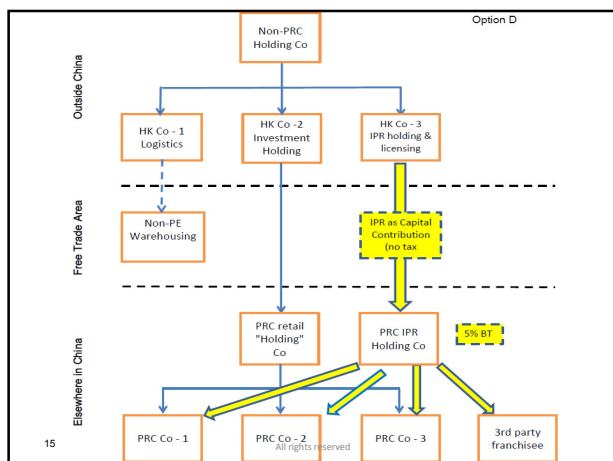 Option D
Non-PRC
Holding Co
Outside China
HK Co - 1
Logistics
HK Co -2
Investment
Holding
HK Co - 3
IPR holding &
licensing
Free Trade Area
Non-PE
Warehousing
IPR as Capital
Contribution
(no tax
Elsewhere in China
PRC retail
"Holding"
Co
PRC IPR
Holding Co
5% BT
PRC Co - 1
PRC Co - 2
PRC Co - 3
3rd party
franchisee
15
All rights reserved